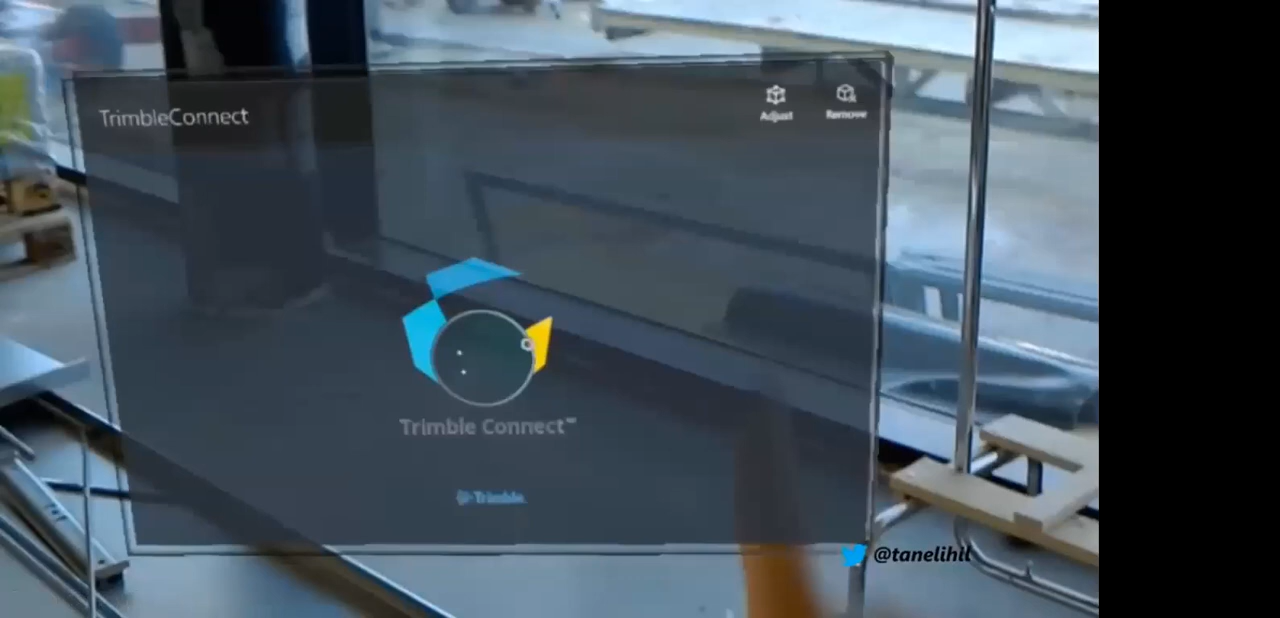 TrimbleConnect
Adjust
Remove
Trimble Connect™
Trimble
@tanelihil